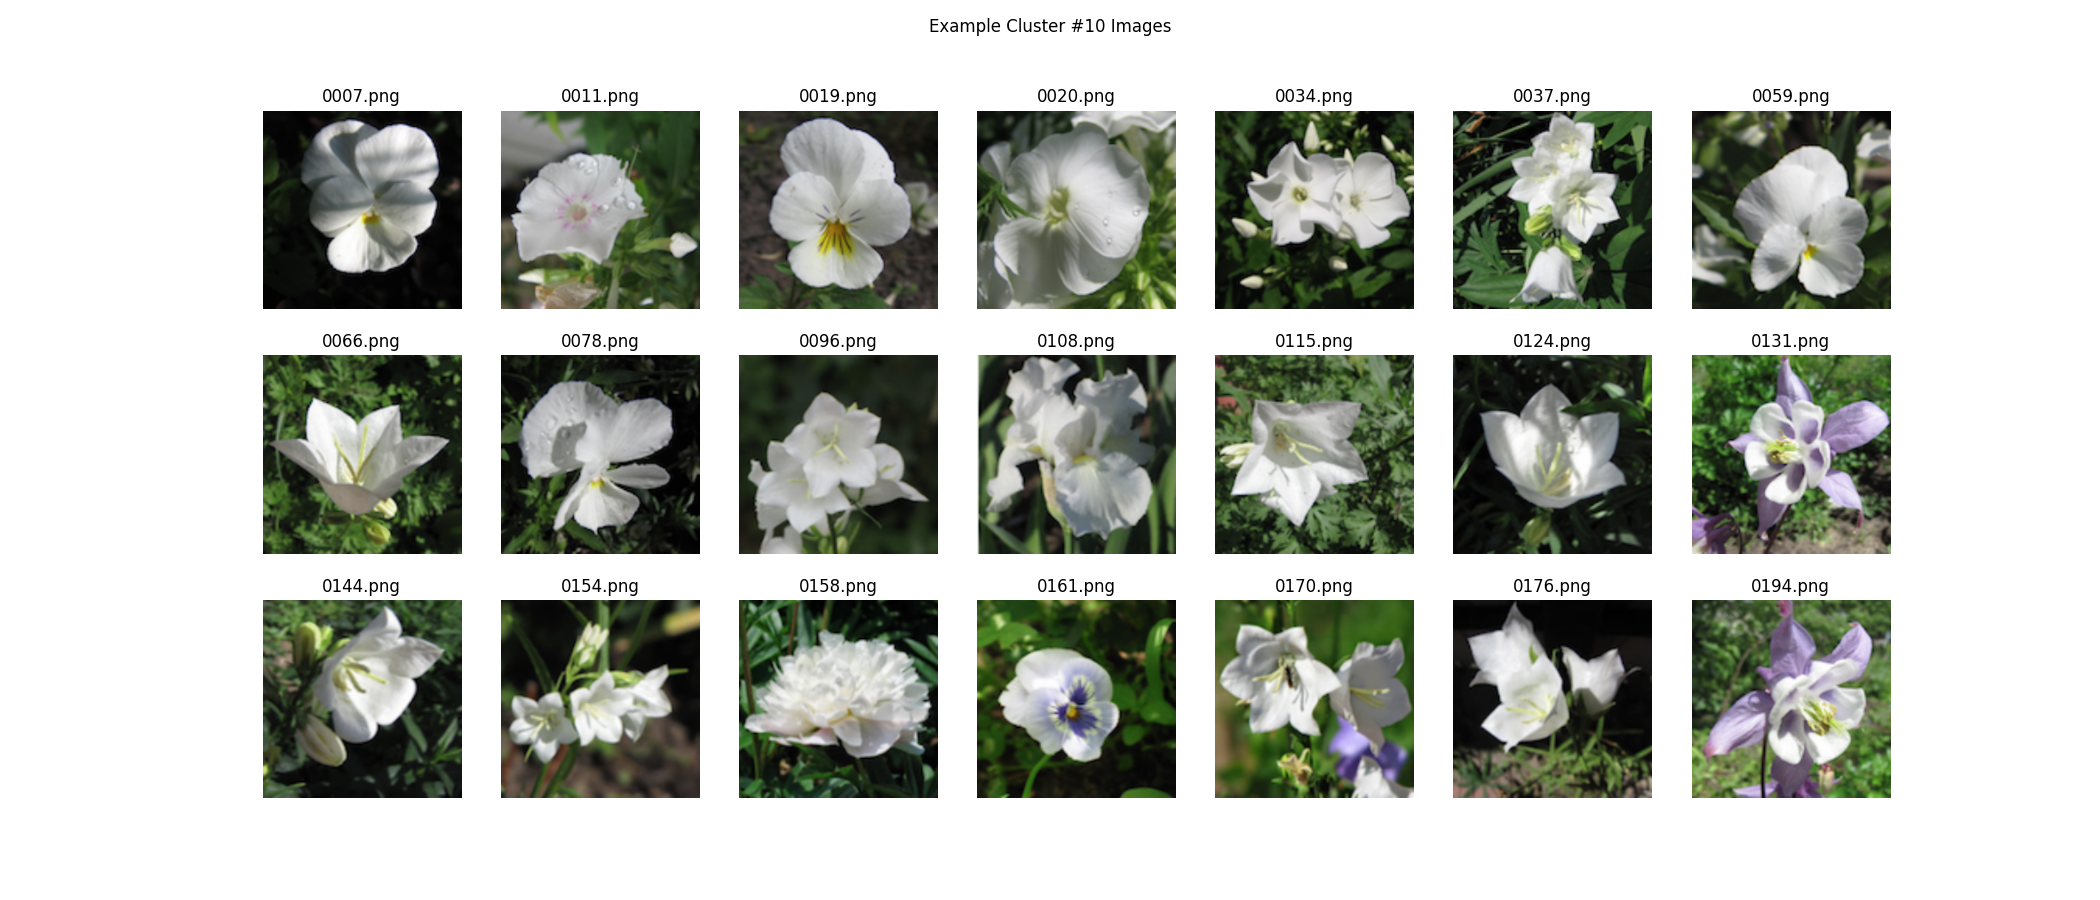 Example Cluster #10 Images
0007.png 0011.png 0019.png 0020.png 0034.png 0037.png 0059.png
0066.png 0078.png 0096.png 0108.png 0115.png 0124.png 0131.png
0144.png 0154.png 0158.png 0161.png 0170.png 0176.png 0194.png